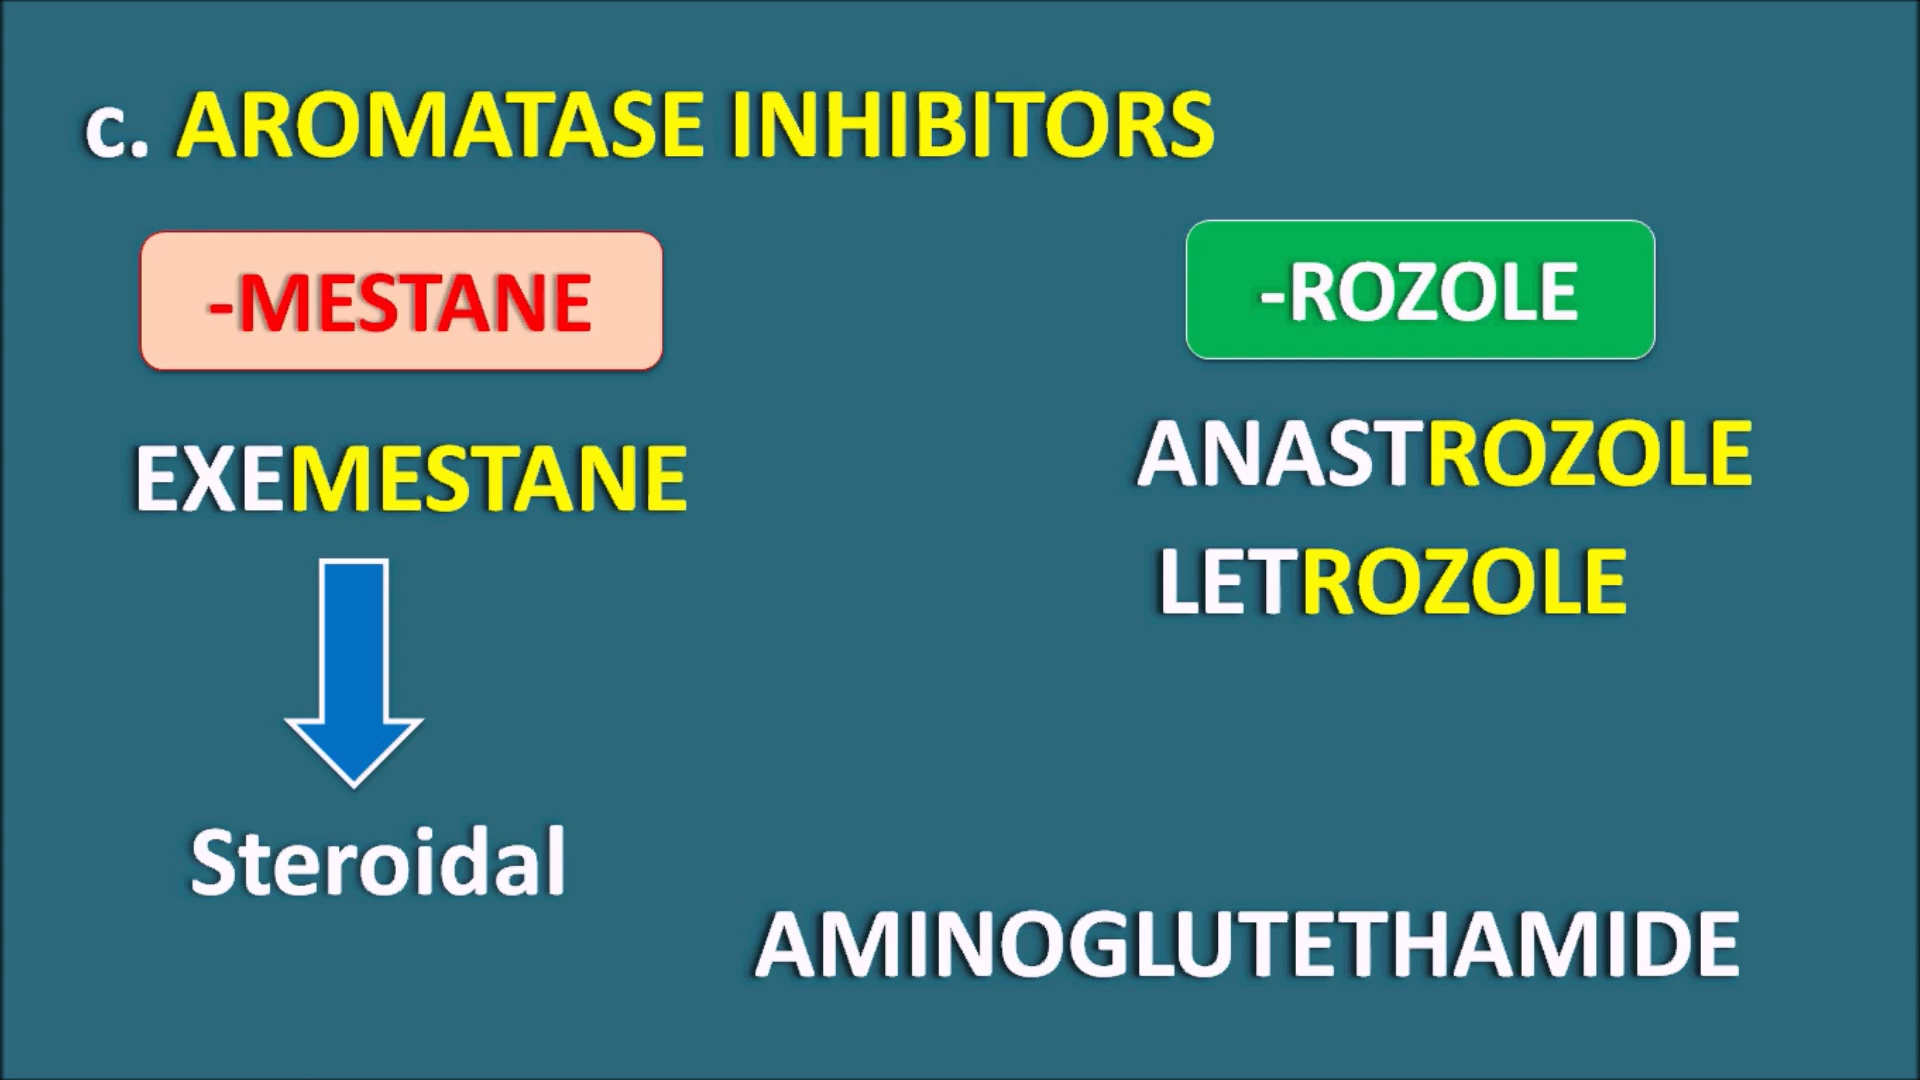 c. AROMATASE INHIBITORS
-MESTANE
EXEMESTANE
Steroidal
-ROZOLE
ANASTROZOLE
LETROZOLE
AMINOGLUTETHAMIDE